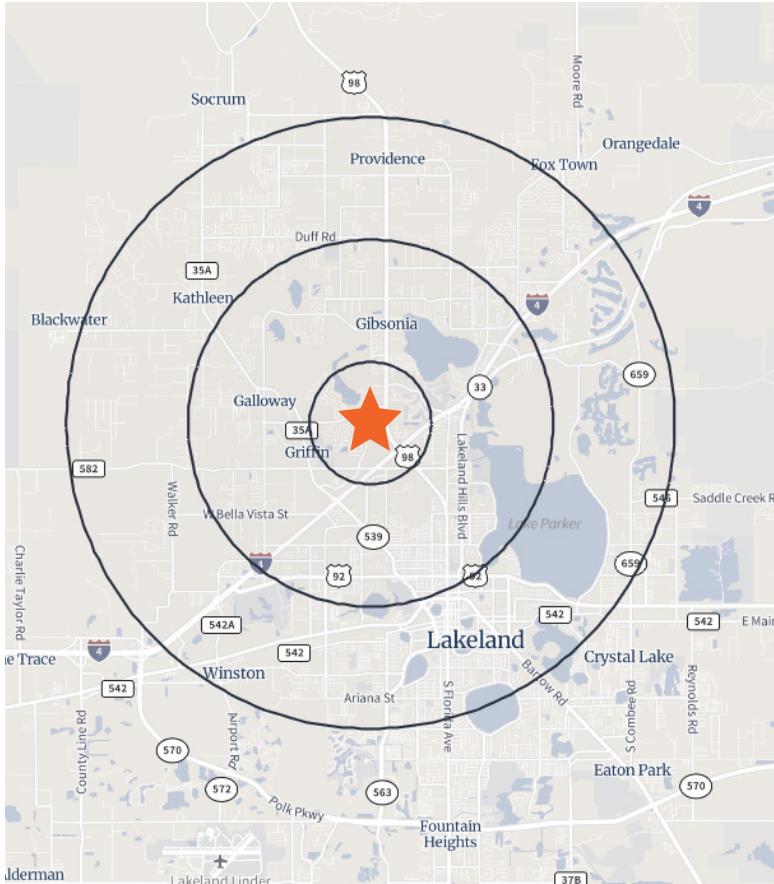 98
Moore Rd
Socrum
Orangedale
Providence
Fox Town
4
Duff Rd
35A
Kathleen
4
Blackwater
Gibsonia
659
33
Galloway
35A
Griffin
98
Lakeland Hills Blvd
582
546
Saddle Creek R
Walker Rd
W Bella Vista St
Lake Parker
539
Charlie Taylor Rd
4
92
92
659
542A
542
542
E Main
Lakeland
542
4
e Trace
Crystal Lake
Winston
542
Ariana St
S Florida Ave
Bartow Rd
S Combee Rd
Reynolds Rd
County Line Rd
Airport Rd
570
572
563
Eaton Park
570
Polk Pkwy
Fountain
Heights
Lakeland Linder
37B
lderman